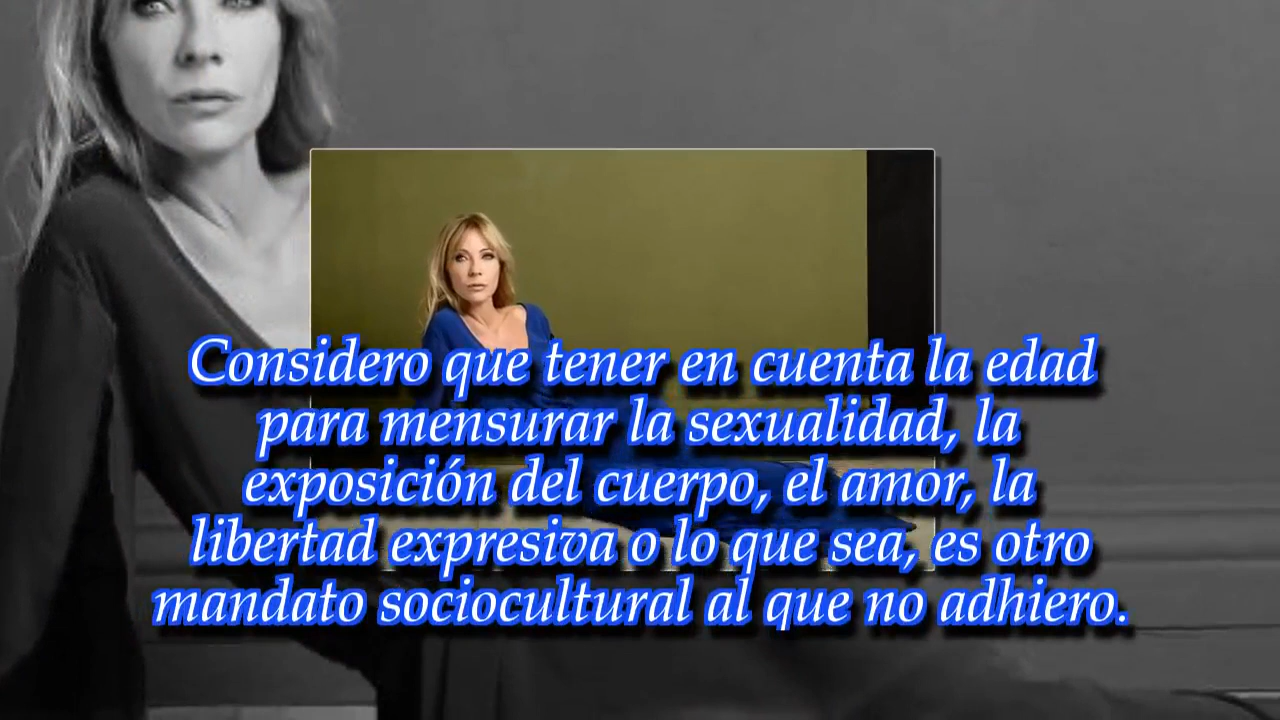 Considero que tener en cuenta la edad
para mensurar la sexualidad, la
exposición del cuerpo, el amor, la
libertad expresiva o lo que sea, es otro
mandato sociocultural al que no adhiero.